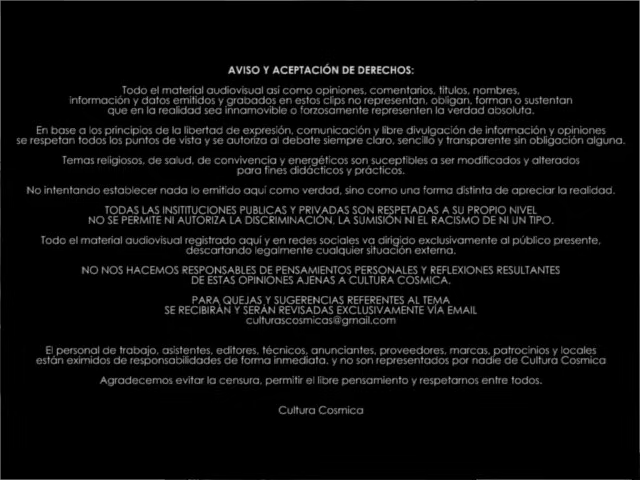 AVISO Y ACEPTACIÓN DE DERECHOS:
Todo el material audiovisual asi como opiniones, comentarios, titulos, nombres,
información y datos emitidos y grabados en estos clips no representan, obligan, forman o sustentan
que en la realidad sea innamovible o forzosamente representen la verdad absoluta.
En base a los principios de la libertad de expresión, comunicación y libre divulgación de información y opiniones
se respetan todos los puntos de vista y se autoriza al debate siempre claro, sencillo y transparente sin obligación alguna.
Temas religiosos, de salud, de convivencia y energéticos son suceptibles a ser modificados y alterados
para fines didácticos y prácticos.
No intentando establecer nada lo emitido aquí como verdad, sino como una forma distinta de apreciar la realidad.
TODAS LAS INSITITUCIONES PUBLICAS Y PRIVADAS SON RESPETADAS A SU PROPIO NIVEL
NO SE PERMITE NI AUTORIZA LA DISCRIMINACIÓN, LA SUMISIÓN NI EL RACISMO DE NI UN TIPO.
Todo el material audiovisual registrado aquí y en redes sociales va dirigido exclusivamente al público presente,
descartando legalmente cualquier situación externa.
NO NOS HACEMOS RESPONSABLES DE PENSAMIENTOS PERSONALES Y REFLEXIONES RESULTANTES
DE ESTAS OPINIONES AJENAS A CULTURA COSMICA.
PARA QUEJAS Y SUGERENCIAS REFERENTES AL TEMA
SE RECIBIRÁN Y SERÁN REVISADAS EXCLUSIVAMENTE VÍA EMAIL
culturascosmicas@gmail.com
El personal de trabajo, asistentes, editores, técnicos, anunciantes, proveedores, marcas, patrocinios y locales
están eximidos de responsabilidades de forma inmediata, y no son representados por nadie de Cultura Cosmica
Agradecemos evitar la censura, permitir el libre pensamiento y respetarnos entre todos.
Cultura Cosmica